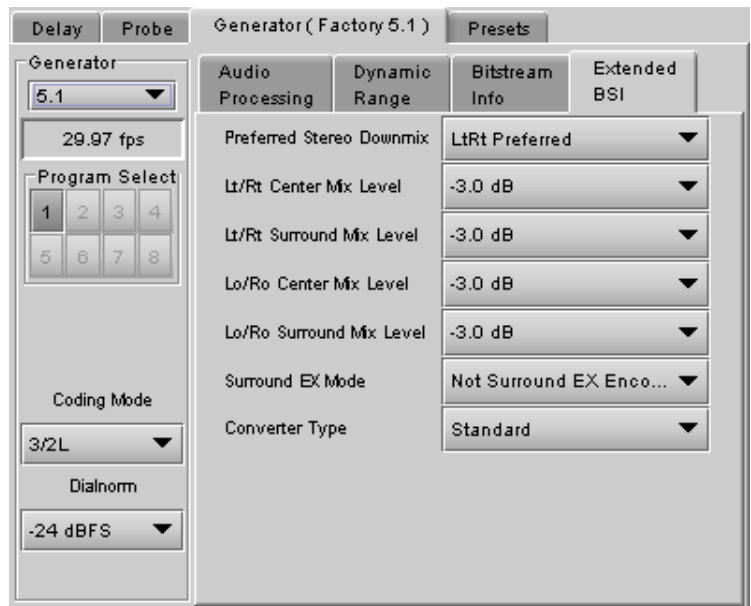 Delay Probe Generator ( Factory 5.1 ) Presets
Generator
5.1
29.97 fps
Program Select
1 2 3 4
5 6 7 8
Coding Mode
3/2L
Dialnorm
-24 dBFS
Audio Processing
Dynamic Range
Bitstream Info
Extended BSI
Preferred Stereo Downmix LtRt Preferred
Lt/Rt Center Mix Level -3.0 dB
Lt/Rt Surround Mix Level -3.0 dB
Lo/Ro Center Mix Level -3.0 dB
Lo/Ro Surround Mix Level -3.0 dB
Surround EX Mode Not Surround EX Enco...
Converter Type Standard